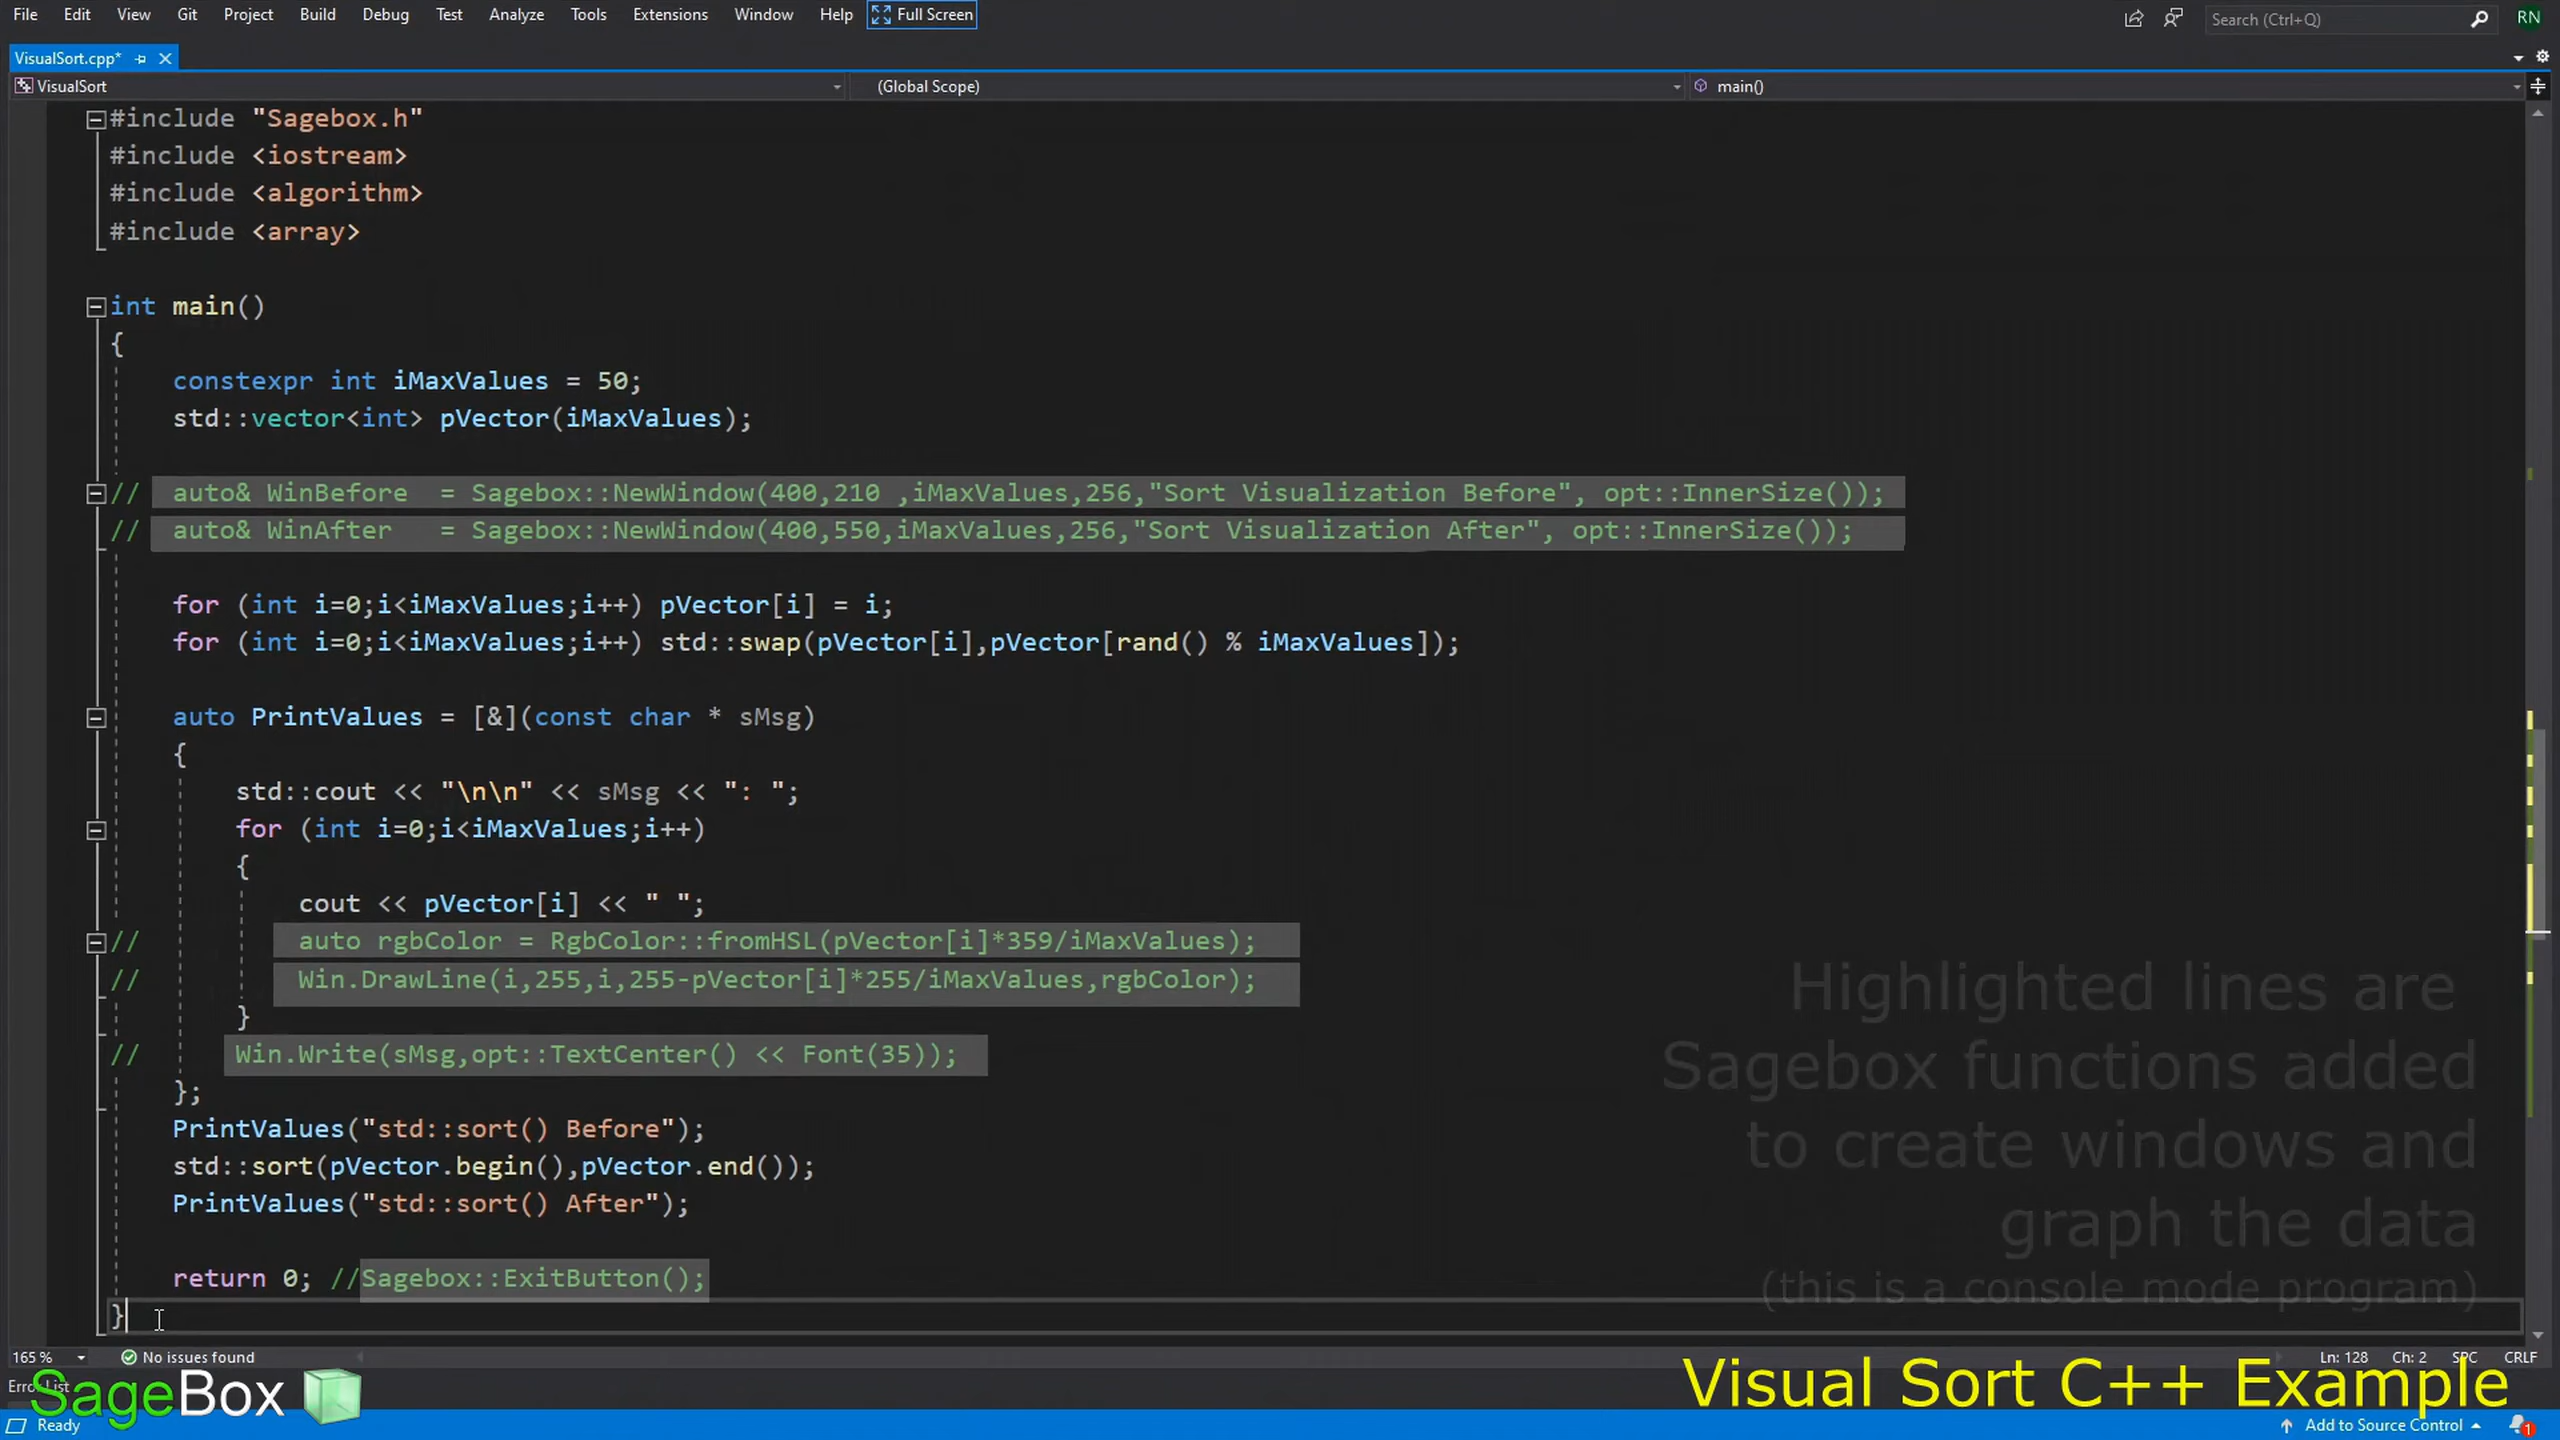 File Edit View Git Project Build Debug Test Analyze Tools Extensions Window Help Full Screen Search (Ctrl+Q) RN
VisualSort.cpp*
VisualSort (Global Scope) main()
#include "Sagebox.h"
#include <iostream>
#include <algorithm>
#include <array>
int main()
{
constexpr int iMaxValues = 50;
std::vector<int> pVector(iMaxValues);
// auto& WinBefore  = Sagebox::NewWindow(400,210 ,iMaxValues,256,"Sort Visualization Before", opt::InnerSize());
// auto& WinAfter   = Sagebox::NewWindow(400,550,iMaxValues,256,"Sort Visualization After", opt::InnerSize());
for (int i=0;i<iMaxValues;i++) pVector[i] = i;
for (int i=0;i<iMaxValues;i++) std::swap(pVector[i],pVector[rand() % iMaxValues]);
auto PrintValues = [&](const char * sMsg)
{
std::cout << "\n\n" << sMsg << ": ";
for (int i=0;i<iMaxValues;i++)
{
cout << pVector[i] << " ";
// auto rgbColor = RgbColor::fromHSL(pVector[i]*359/iMaxValues);
// Win.DrawLine(i,255,i,255-pVector[i]*255/iMaxValues,rgbColor);
}
// Win.Write(sMsg,opt::TextCenter() << Font(35));
};
PrintValues("std::sort() Before");
std::sort(pVector.begin(),pVector.end());
PrintValues("std::sort() After");
return 0; //Sagebox::ExitButton();
}
Highlighted lines are
Sagebox functions added
to create windows and
graph the data
(this is a console mode program)
165 % No issues found Ln: 128 Ch: 2 SPC CRLF
Error List
SageBox
Visual Sort C++ Example
Ready Add to Source Control 1